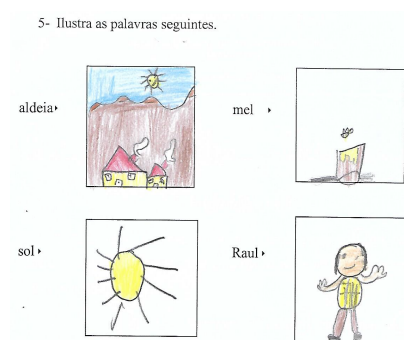 5- Ilustra as palavras seguintes.
aldeia
mel
sol
Raul